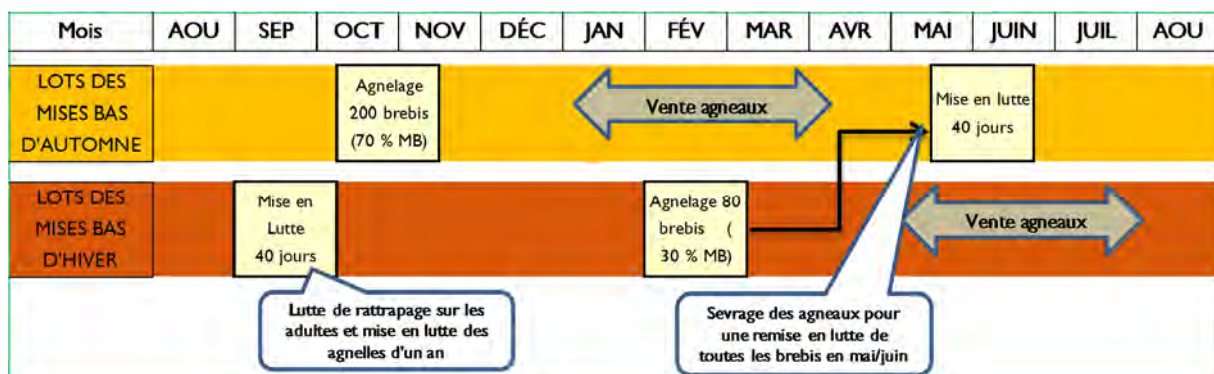 Mois AOU SEP OCT NOV DÉC JAN FÉV MAR AVR MAI JUIN JUIL AOU
LOTS DES
MISES BAS
D'AUTOMNE
Agnelage
200 brebis
(70 % MB)
Vente agneaux
Mise en lutte
40 jours
LOTS DES
MISES BAS
D'HIVER
Mise en
Lutte
40 jours
Agnelage 80
brebis (
30 % MB)
Vente agneaux
Lutte de rattrapage sur les
adultes et mise en lutte des
agnelles d'un an
Sevrage des agneaux pour
une remise en lutte de
toutes les brebis en mai/juin